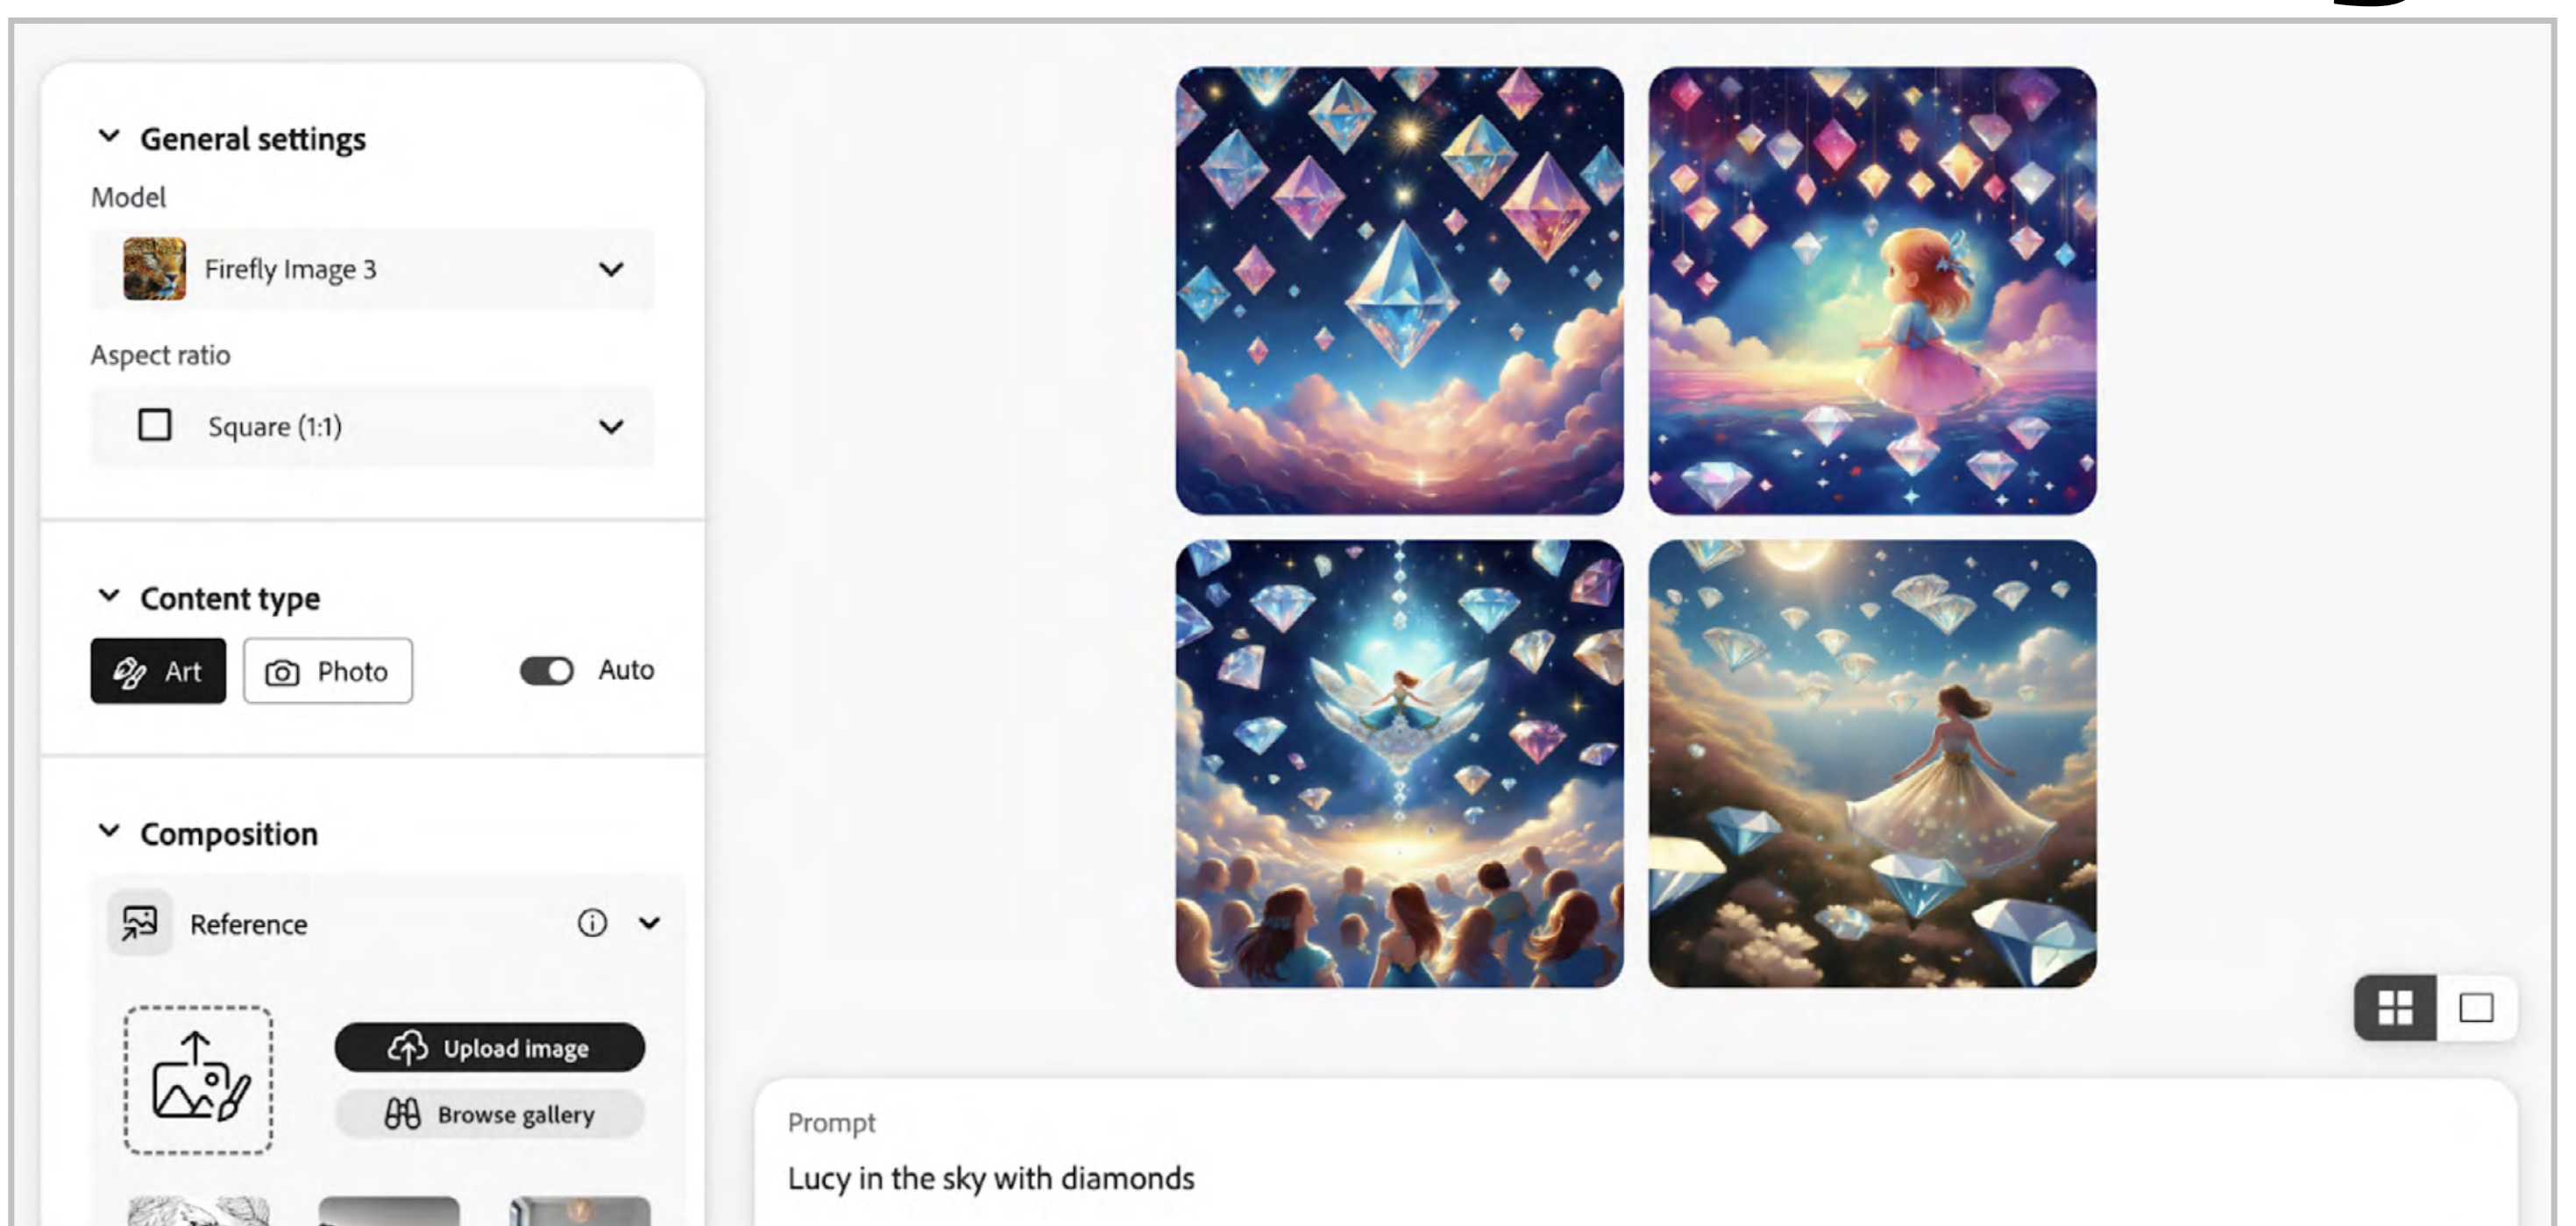 General settings
Model
Firefly Image 3
Aspect ratio
Square (1:1)
Content type
Art
Photo
Auto
Composition
Reference
Upload image
Browse gallery
Prompt
Lucy in the sky with diamonds